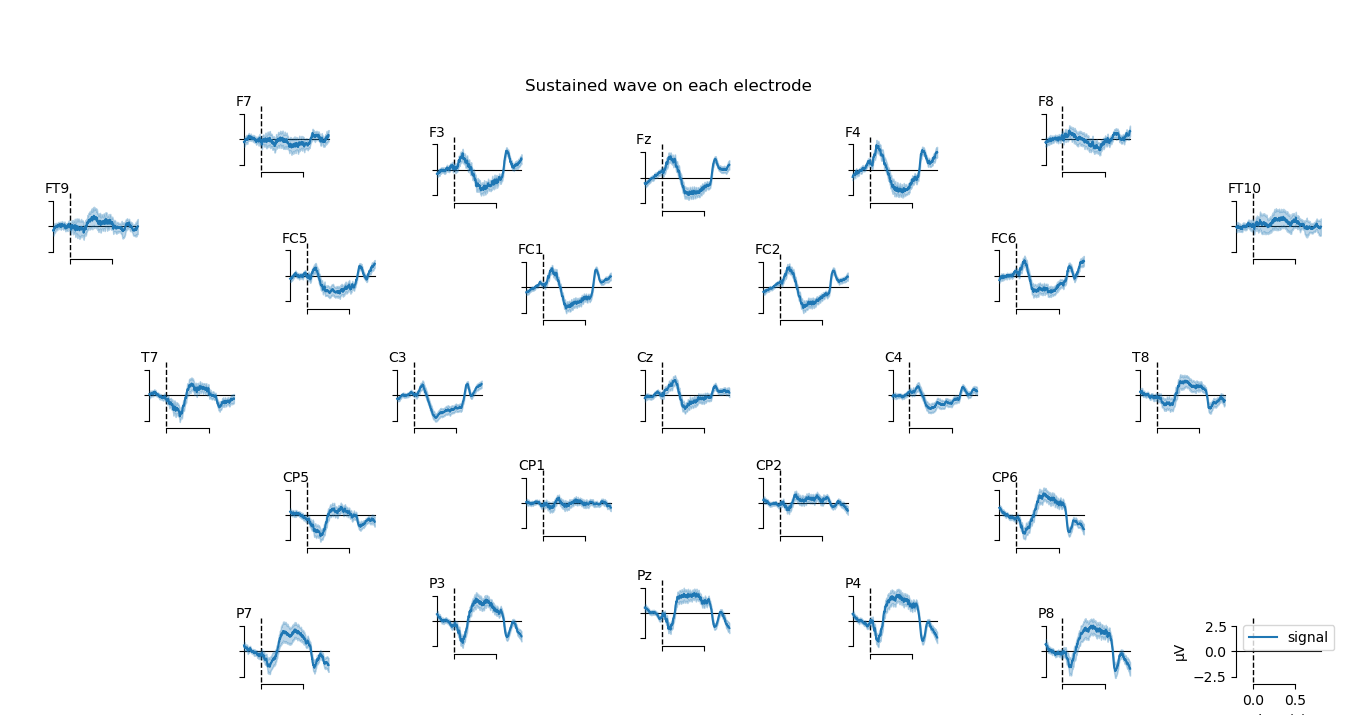 Sustained wave on each electrode
F7
F8
F3
Fz
F4
FT9
FT10
FC5
FC1
FC2
FC6
T7
C3
Cz
C4
T8
CP5
CP1
CP2
CP6
P7
P3
Pz
P4
P8
2.5
0.0
−2.5
µV
signal
0.0 0.5